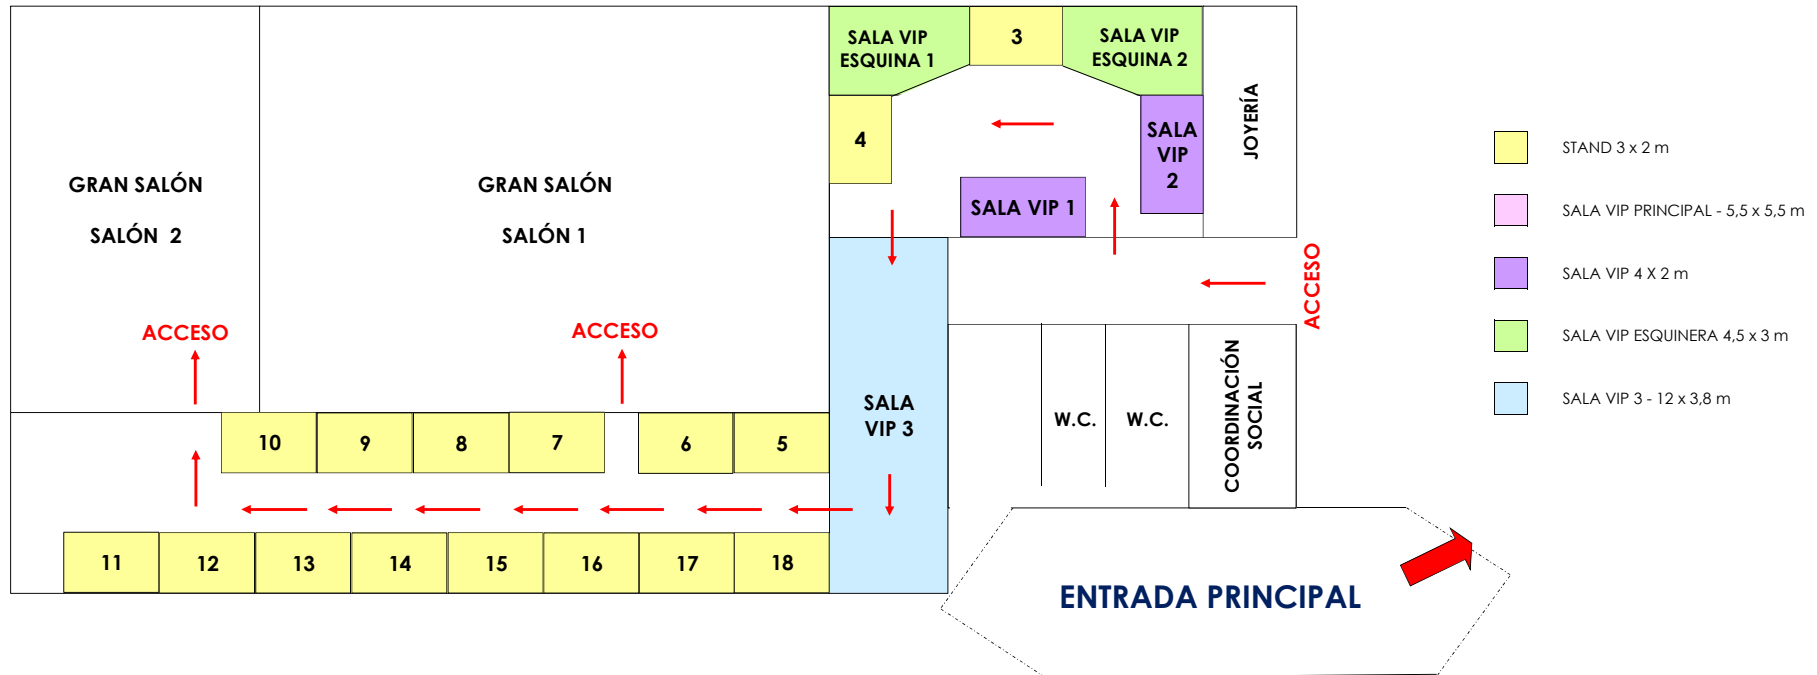 SALA VIP
ESQUINA 1
3
SALA VIP
ESQUINA 2
JOYERÍA
4
SALA
VIP
2
SALA VIP 1
GRAN SALÓN
SALÓN 2
GRAN SALÓN
SALÓN 1
ACCESO
ACCESO
ACCESO
SALA
VIP 3
W.C.
W.C.
COORDINACIÓN
SOCIAL
10
9
8
7
6
5
11
12
13
14
15
16
17
18
ENTRADA PRINCIPAL
STAND 3 x 2 m
SALA VIP PRINCIPAL - 5,5 x 5,5 m
SALA VIP 4 X 2 m
SALA VIP ESQUINERA 4,5 x 3 m
SALA VIP 3 - 12 x 3,8 m